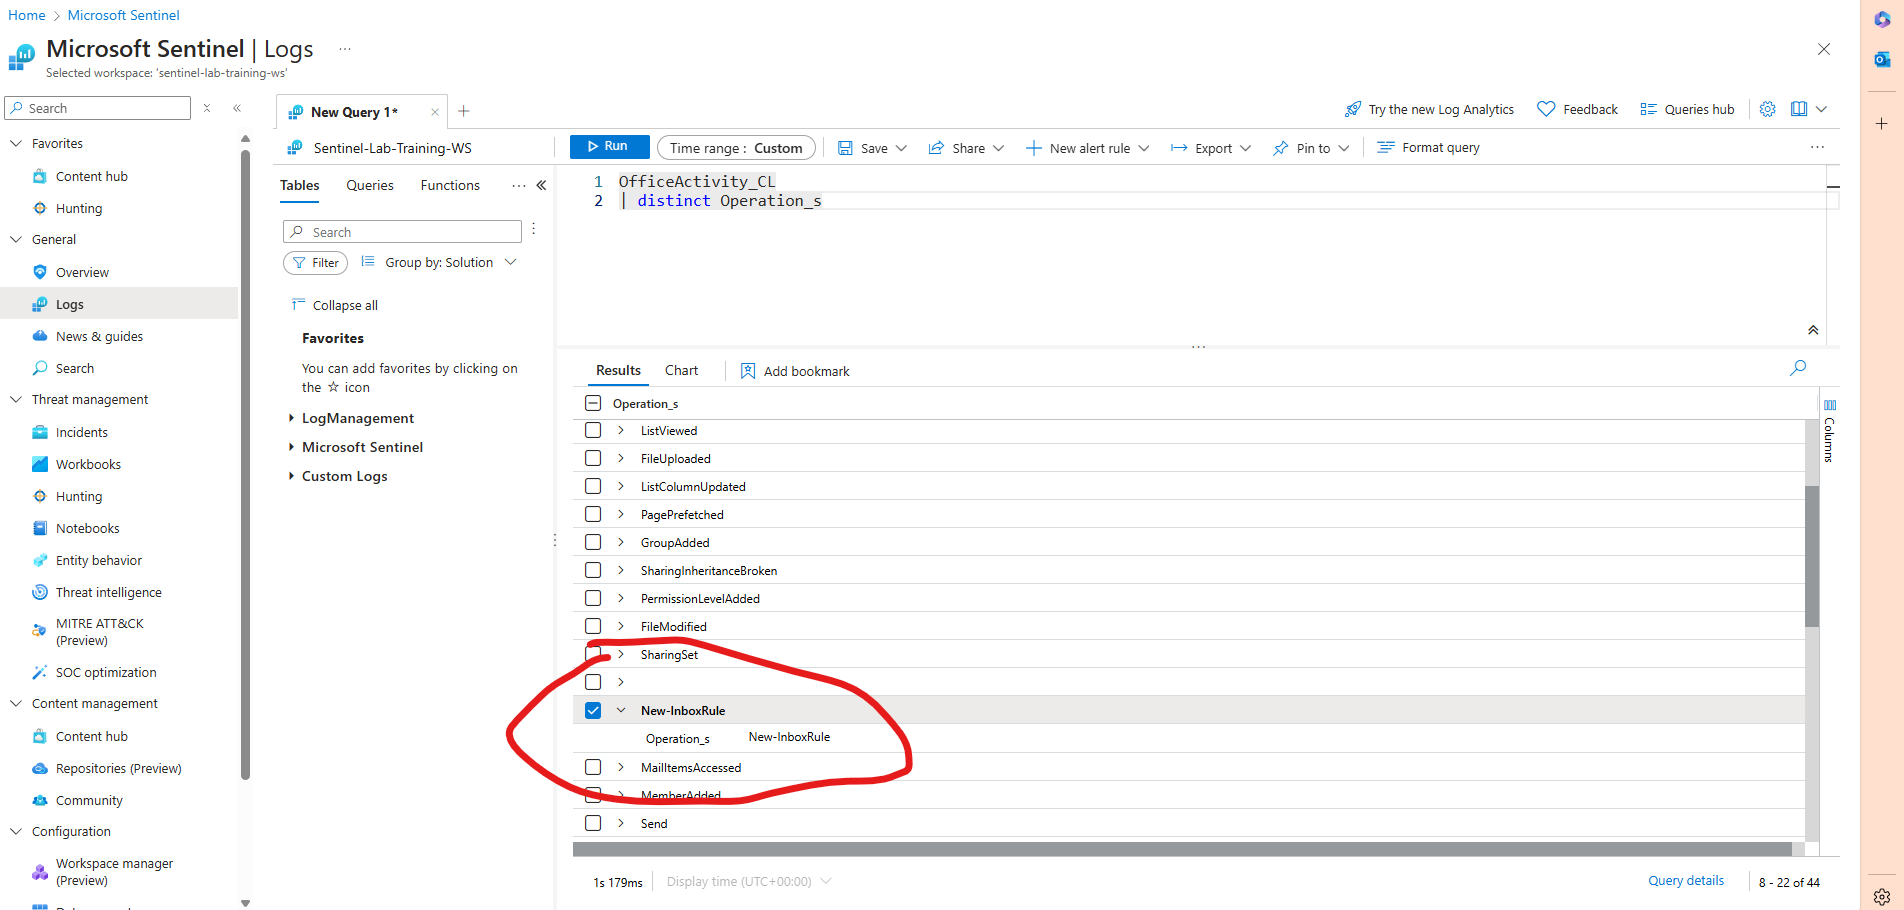 Home > Microsoft Sentinel
Microsoft Sentinel | Logs ...
Selected workspace: 'sentinel-lab-training-ws'
Search
Favorites
Content hub
Hunting
General
Overview
Logs
News & guides
Search
Threat management
Incidents
Workbooks
Hunting
Notebooks
Entity behavior
Threat intelligence
MITRE ATT&CK
(Preview)
SOC optimization
Content management
Content hub
Repositories (Preview)
Community
Configuration
Workspace manager
(Preview)
New Query 1*
Try the new Log Analytics Feedback Queries hub
Sentinel-Lab-Training-WS
Run Time range : Custom Save Share New alert rule Export Pin to Format query ...
Tables Queries Functions ...
Search
Filter Group by: Solution
Collapse all
Favorites
You can add favorites by clicking on
the ☆ icon
LogManagement
Microsoft Sentinel
Custom Logs
1 OfficeActivity_CL
2 | distinct Operation_s
Results Chart Add bookmark
Operation_s
ListViewed
FileUploaded
ListColumnUpdated
PagePrefetched
GroupAdded
SharingInheritanceBroken
PermissionLevelAdded
FileModified
SharingSet
New-InboxRule
Operation_s New-InboxRule
MailItemsAccessed
MemberAdded
Send
Columns
1s 179ms Display time (UTC+00:00) Query details 8 - 22 of 44